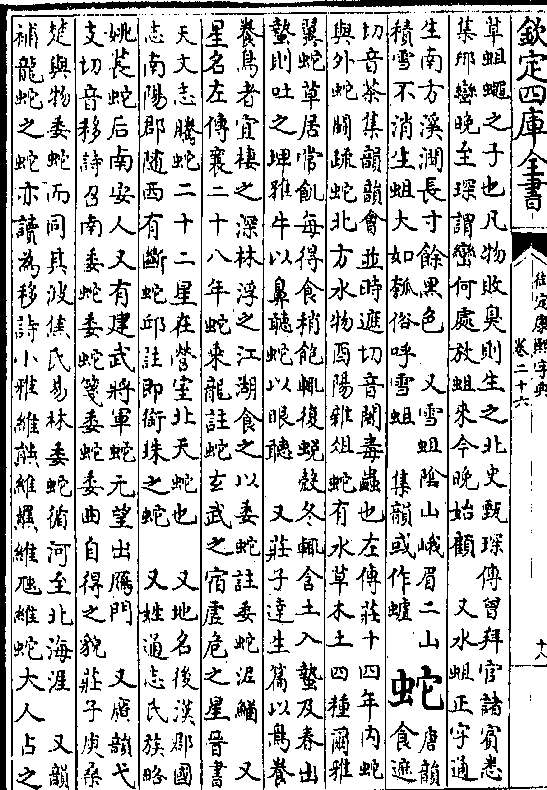 欽定四庫全書
御定康熙字典
卷二十六
十八
草蛆蠅之子也凡物敗臭則生之北史甄琛傳曾拜官諸賓悉
集邢巒晚至琛謂巒何處放蛆來今晚始顧 又水蛆正字通
生南方溪澗長寸餘黑色 又雪蛆陰山峨眉二山
積雪不消生蛆大如瓠俗呼雪蛆 集韻或作蠦
蛇
唐韻
食遮
切音茶集韻韻會並時遮切音闍毒蟲也左傳莊十四年內蛇
與外蛇鬭疏蛇北方水物酉陽雜俎蛇有水草木土四種爾雅
翼蛇草居常飢每得食稍飽輒復蛻殼冬輒含土入蟄及春出
蟄則吐之埤雅牛以鼻聽蛇以眼聽 又莊子達生篇以鳥養
養鳥者宜棲之深林浮之江湖食之以委蛇註委蛇泥鰌 又
星名左傳襄二十八年蛇乘龍註蛇玄武之宿虛危之星晉書
天文志騰蛇二十二星在營室北天蛇也 又地名後漢郡國
志南陽郡隨西有斷蛇邱註即銜珠之蛇 又姓通志氏族略
姚萇蛇后南安人又有建武將軍蛇元望出鴈門 又廣韻弋
支切音移詩召南委蛇委蛇箋委蛇委曲自得之貌莊子庚桑
楚與物委蛇而同其波焦氏易林委蛇循河至北海涯 又韻
補龍蛇之蛇亦讀為移詩小雅維熊維羆維虺維蛇大人占之